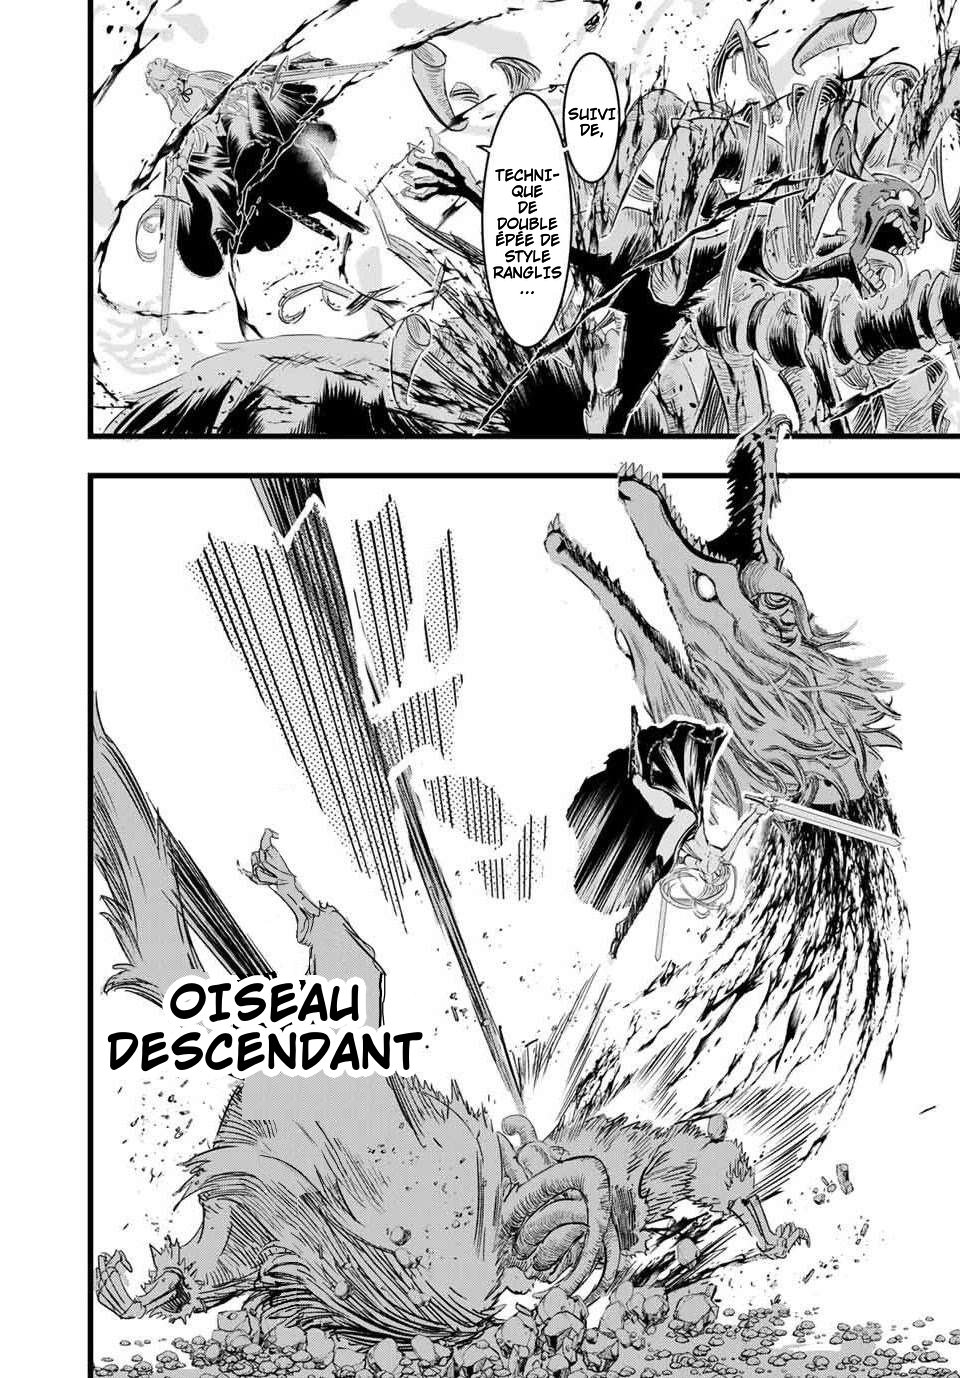 SUIVI
DE,
TECHNI-
QUE
DE
DOUBLE
ÉPÉE DE
STYLE
RANGLIS
...
OISEAU
DESCENDANT